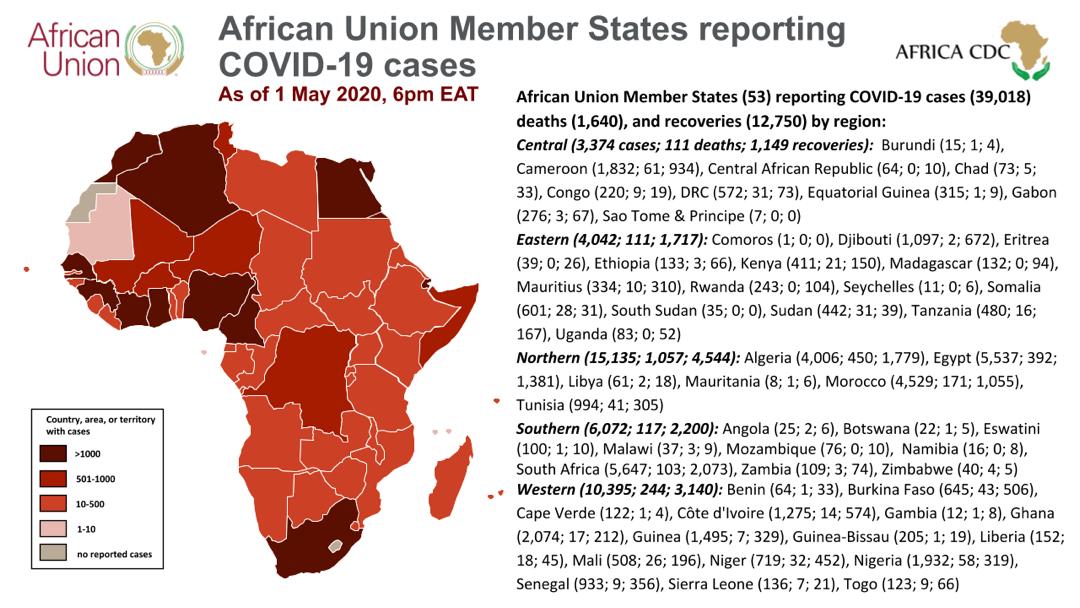 African
Union
African Union Member States reporting
COVID-19 cases
As of 1 May 2020, 6pm EAT
AFRICA CDC
African Union Member States (53) reporting COVID-19 cases (39,018)
deaths (1,640), and recoveries (12,750) by region:
Central (3,374 cases; 111 deaths; 1,149 recoveries): Burundi (15; 1; 4),
Cameroon (1,832; 61; 934), Central African Republic (64; 0; 10), Chad (73; 5;
33), Congo (220; 9; 19), DRC (572; 31; 73), Equatorial Guinea (315; 1; 9), Gabon
(276; 3; 67), Sao Tome & Principe (7; 0; 0)
Eastern (4,042; 111; 1,717): Comoros (1; 0; 0), Djibouti (1,097; 2; 672), Eritrea
(39; 0; 26), Ethiopia (133; 3; 66), Kenya (411; 21; 150), Madagascar (132; 0; 94),
Mauritius (334; 10; 310), Rwanda (243; 0; 104), Seychelles (11; 0; 6), Somalia
(601; 28; 31), South Sudan (35; 0; 0), Sudan (442; 31; 39), Tanzania (480; 16;
167), Uganda (83; 0; 52)
Northern (15,135; 1,057; 4,544): Algeria (4,006; 450; 1,779), Egypt (5,537; 392;
1,381), Libya (61; 2; 18), Mauritania (8; 1; 6), Morocco (4,529; 171; 1,055),
Tunisia (994; 41; 305)
Southern (6,072; 117; 2,200): Angola (25; 2; 6), Botswana (22; 1; 5), Eswatini
(100; 1; 10), Malawi (37; 3; 9), Mozambique (76; 0; 10), Namibia (16; 0; 8),
South Africa (5,647; 103; 2,073), Zambia (109; 3; 74), Zimbabwe (40; 4; 5)
Western (10,395; 244; 3,140): Benin (64; 1; 33), Burkina Faso (645; 43; 506),
Cape Verde (122; 1; 4), Côte d'Ivoire (1,275; 14; 574), Gambia (12; 1; 8), Ghana
(2,074; 17; 212), Guinea (1,495; 7; 329), Guinea-Bissau (205; 1; 19), Liberia (152;
18; 45), Mali (508; 26; 196), Niger (719; 32; 452), Nigeria (1,932; 58; 319),
Senegal (933; 9; 356), Sierra Leone (136; 7; 21), Togo (123; 9; 66)
Country, area, or territory
with cases
>1000
501-1000
10-500
1-10
no reported cases